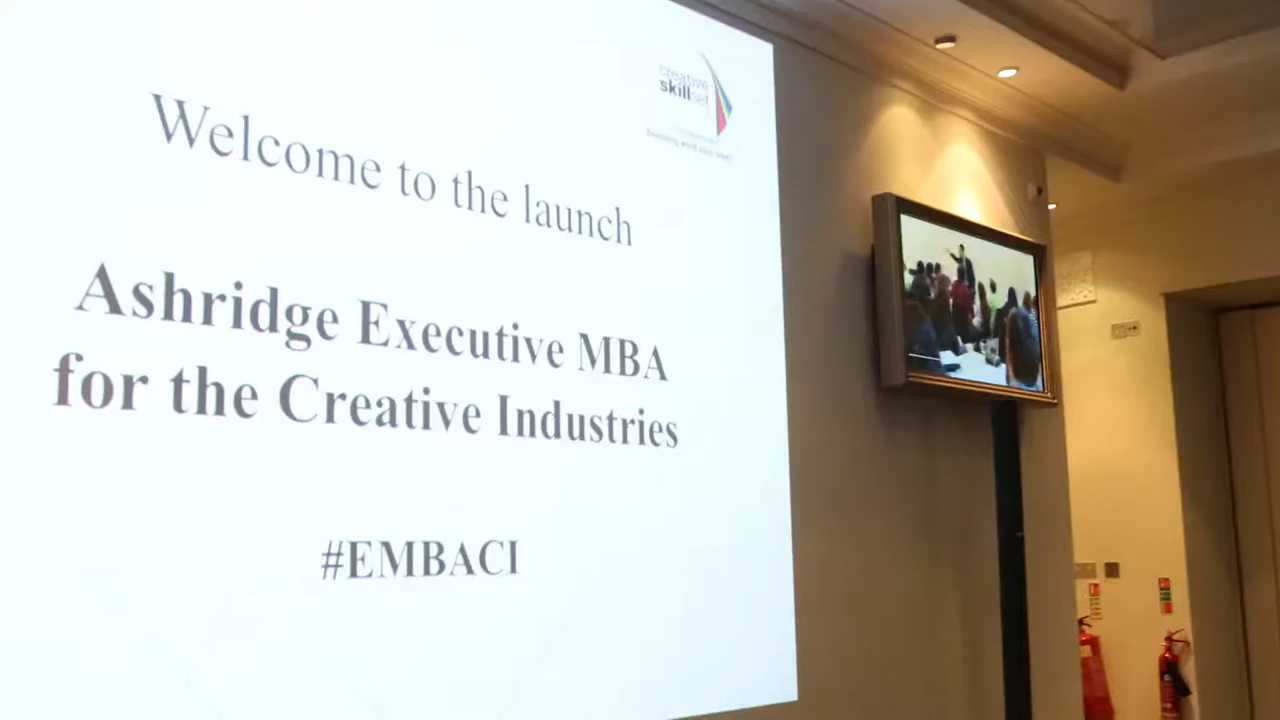 creative
skillset
Welcome to the launch
Ashridge Executive MBA
for the Creative Industries
#EMBACI